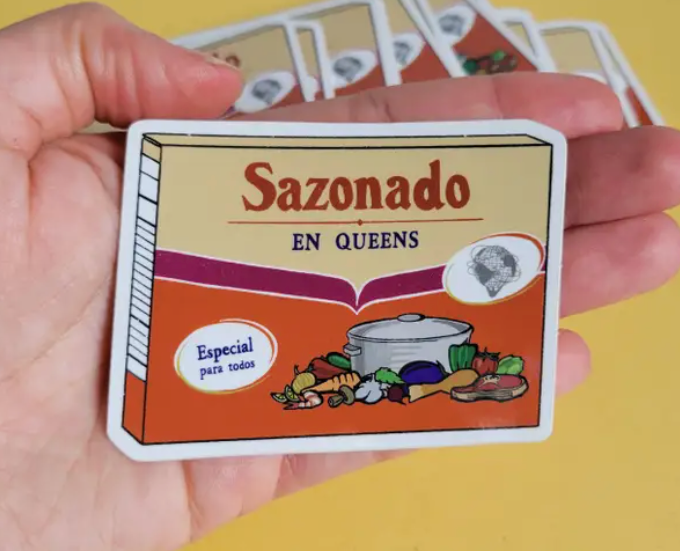 Sazonado
EN QUEENS
Especial
para todos